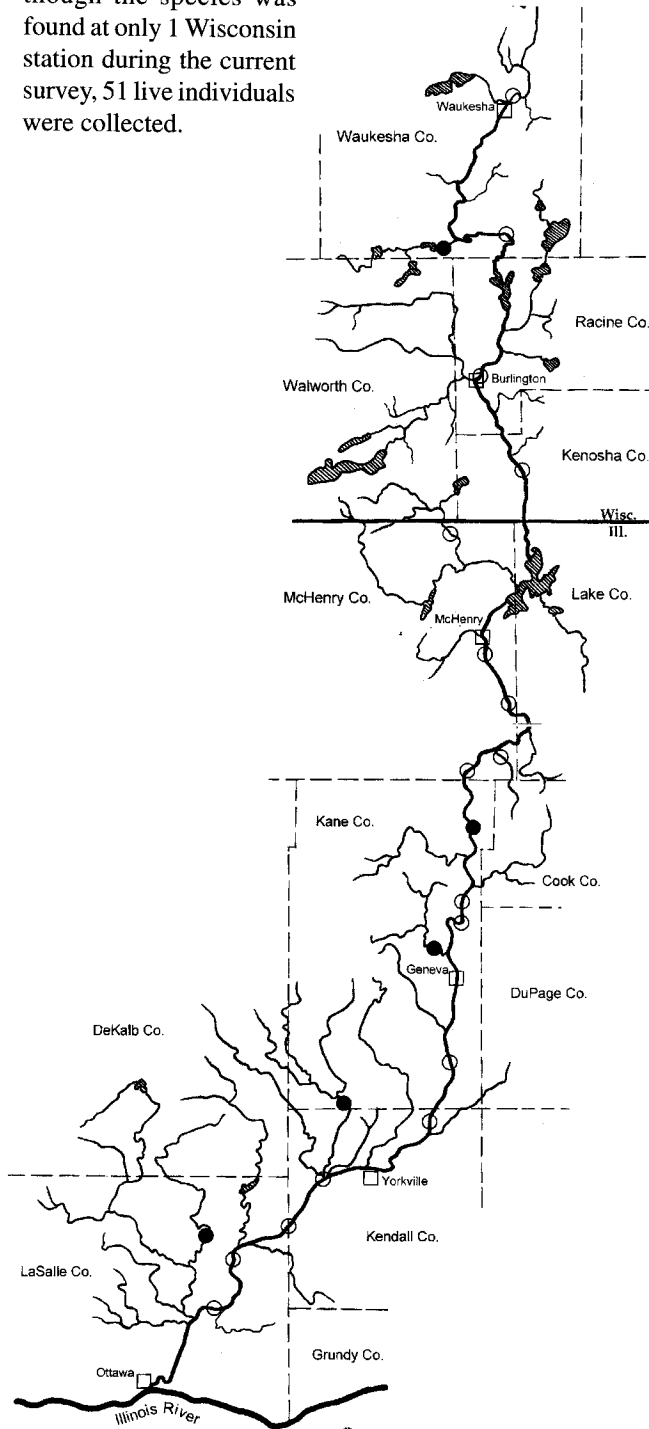 though the species was
found at only 1 Wisconsin
station during the current
survey, 51 live individuals
were collected.
Waukesha
Waukesha Co.
Racine Co.
Walworth Co.
Burlington
Kenosha Co.
Wisc.
Ill.
McHenry Co.
Lake Co.
McHenry
Kane Co.
Cook Co.
Geneva
DuPage Co.
DeKalb Co.
Yorkville
Kendall Co.
LaSalle Co.
Grundy Co.
Ottawa
Illinois River